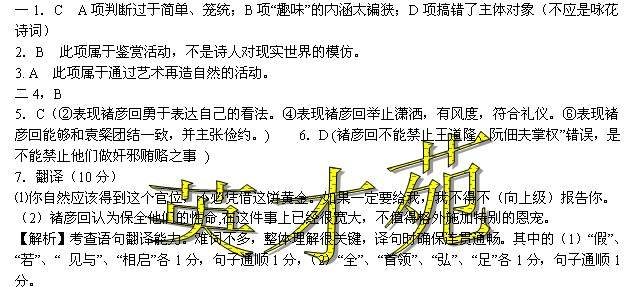 一 1．C　A 项判断过于简单、笼统；B 项“趣味”的内涵太褊狭；D 项搞错了主体对象（不应是咏花
诗词）
2．B　此项属于鉴赏活动，不是诗人对现实世界的模仿。
3. A　此项属于通过艺术再造自然的活动。
二 4，B
5．C（②表现诸彦回勇于表达自己的看法。④表现诸彦回举止潇洒，有风度，符合礼仪。⑥表现诸
彦回能够和袁粲团结一致，并主张俭约。）　6. D（诸彦回不能禁止王道隆、阮佃夫掌权”错误，是
不能禁止他们做奸邪贿赂之事 ）
7．翻译（10 分）
⑴你自然应该得到这个官位，不必凭借这饼黄金。如果一定要给我，我不得不（向上级）报告你。
（2）诸彦回认为保全他们的性命,在这件事上已经很宽大，不值得格外施加特别的恩宠。
【解析】考查语句翻译能力。难词不多，整体理解很关键，译句时确保连贯通畅。其中的（1）“假”、
“若”、“ 见与”、“相启”各 1 分，句子通顺 1 分，（2）“全”、“首领”、“弘”、“足”各 1 分，句子通顺 1
分。
英才苑